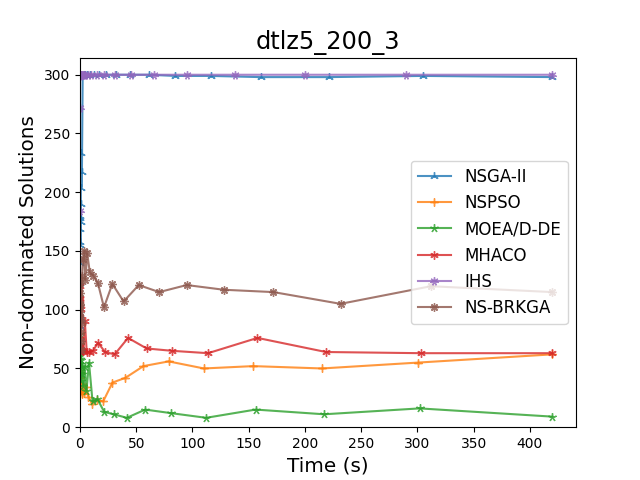 dtlz5_200_3
Non-dominated Solutions
300
250
200
150
100
50
0
0 50 100 150 200 250 300 350 400
Time (s)
NSGA-II
NSPSO
MOEA/D-DE
MHACO
IHS
NS-BRKGA